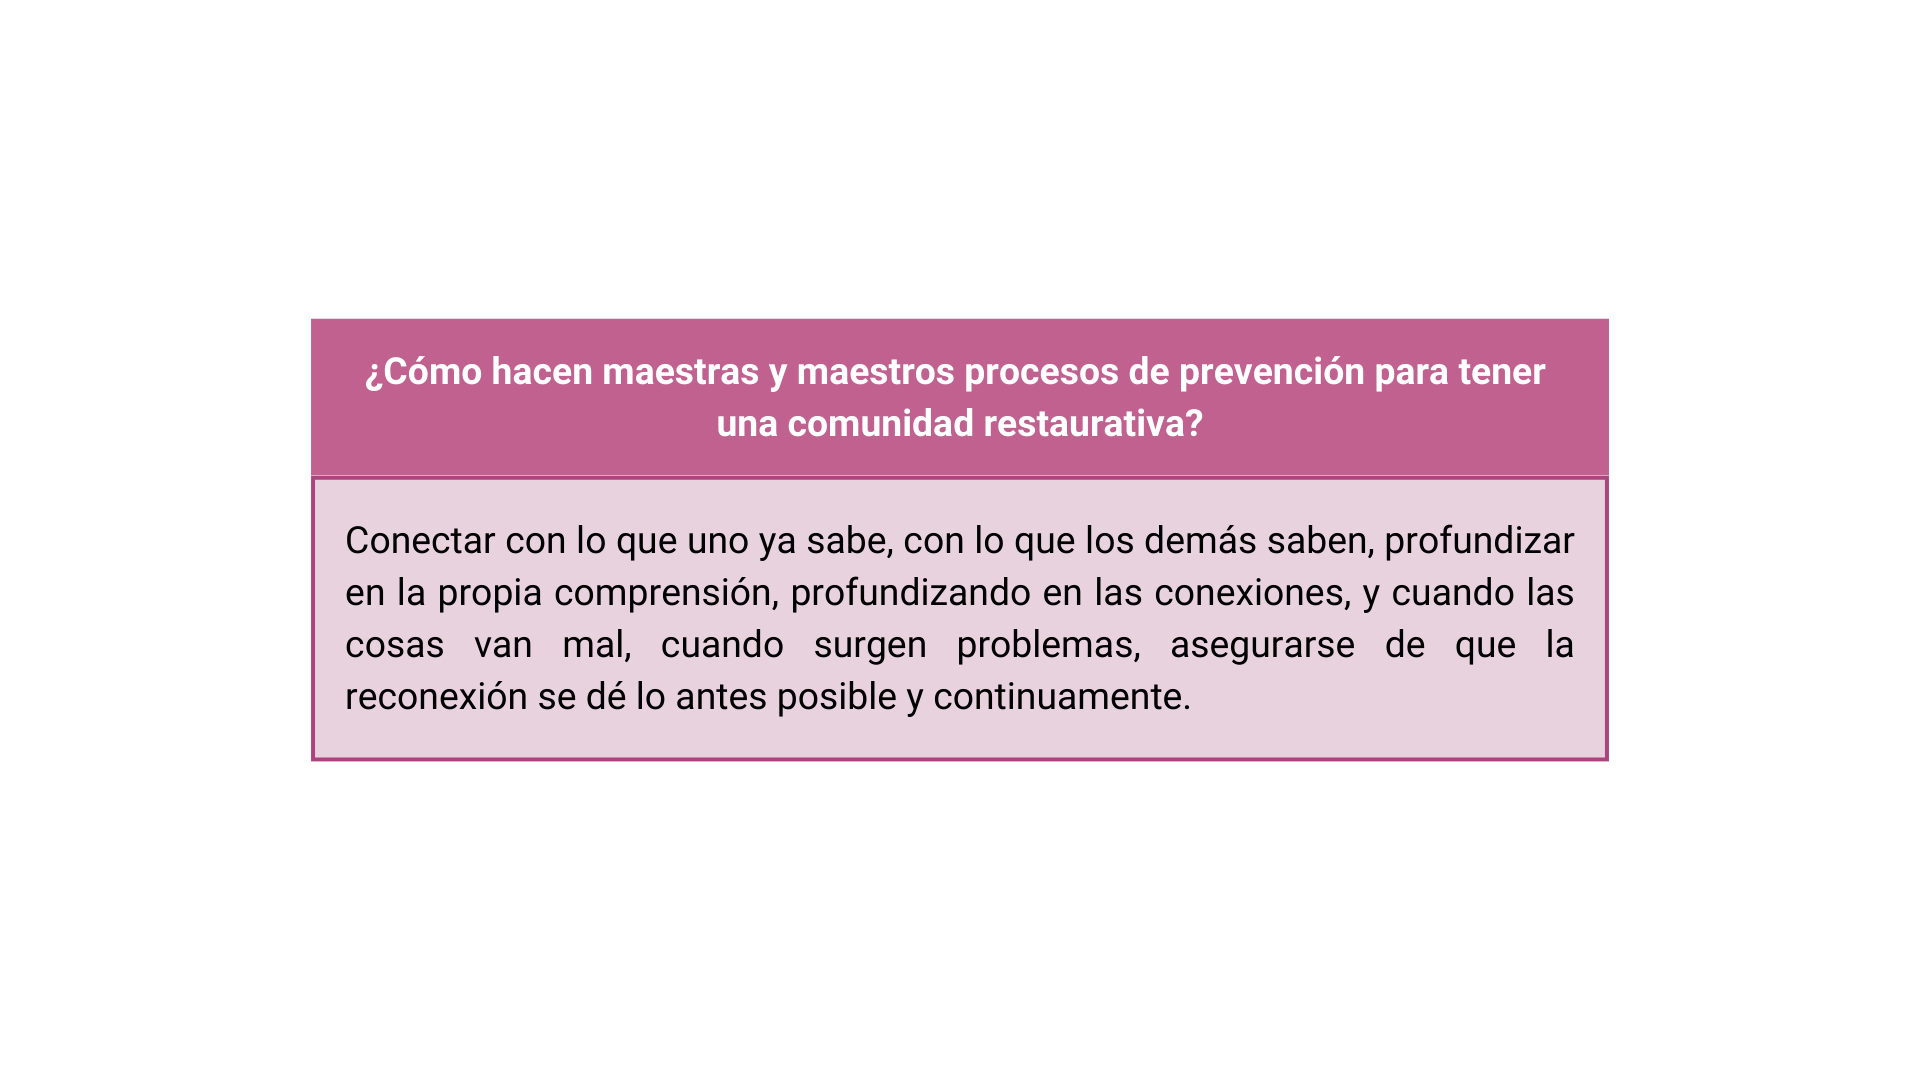 ¿Cómo hacen maestras y maestros procesos de prevención para tener
una comunidad restaurativa?
Conectar con lo que uno ya sabe, con lo que los demás saben, profundizar
en la propia comprensión, profundizando en las conexiones, y cuando las
cosas van mal, cuando surgen problemas, asegurarse de que la
reconexión se dé lo antes posible y continuamente.